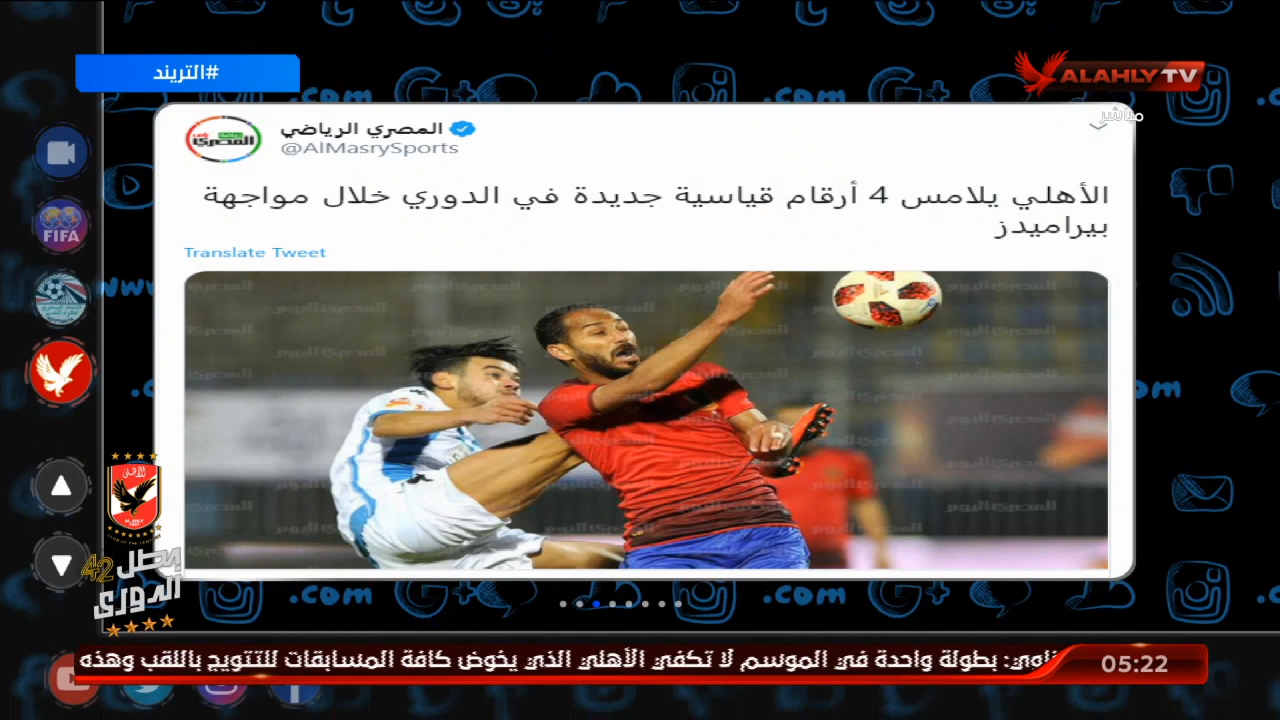 #التريند
ALAHLY TV
مباشر
المصري الرياضي
@AlMasrySports
الأهلي يلامس 4 أرقام قياسية جديدة في الدوري خلال مواجهة
بيراميدز
Translate Tweet
FIFA
بطل 42
الدوري
بطولة واحدة في الموسم لا تكفي الأهلي الذي يخوض كافة المسابقات للتتويج باللقب وهذه
05:22